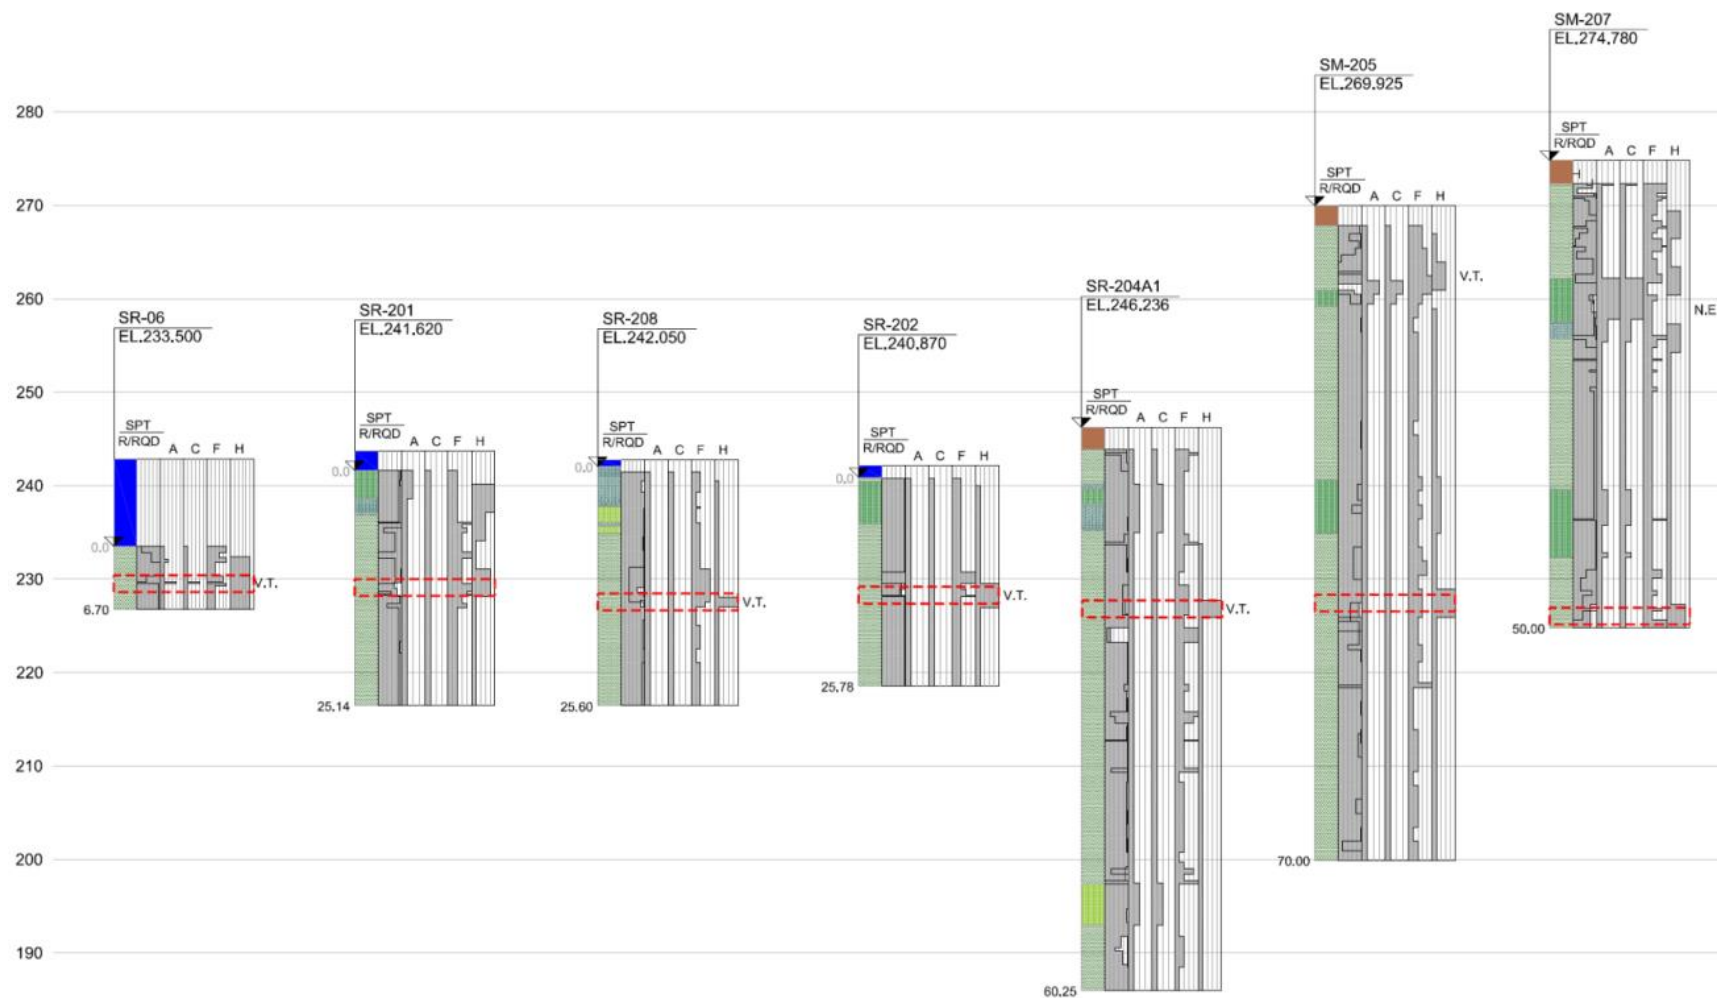 SM-207
EL.274.780
SM-205
EL.269.925
280
SPT
R/RQD A C F H
SPT
R/RQD A C F H
270
V.T.
SR-204A1
EL.246.236
260
N.E
SR-06
EL.233.500
SR-201
EL.241.620
SR-208
EL.242.050
SR-202
EL.240.870
250
SPT
R/RQD A C F H
SPT
R/RQD A C F H
SPT
R/RQD A C F H
SPT
R/RQD A C F H
SPT
R/RQD A C F H
0.0
0.0
0.0
240
0.0
230
V.T.
V.T.
V.T.
V.T.
6.70
50.00
220
25.78
25.14
25.60
210
200
70.00
190
60.25